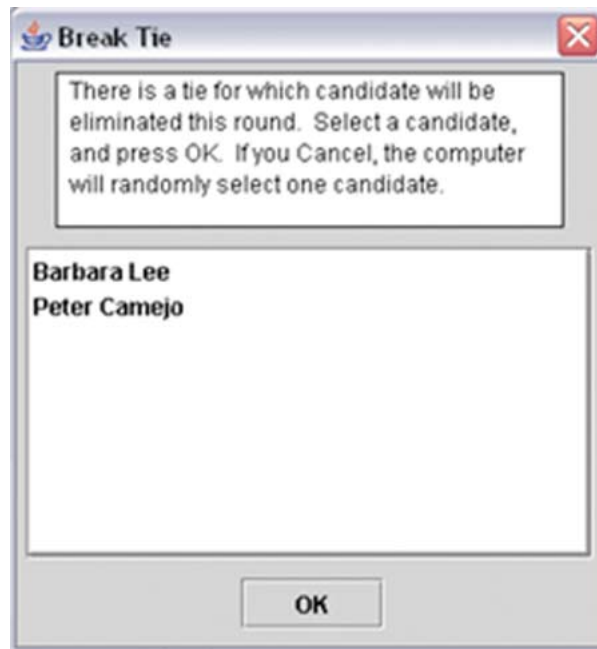 Break Tie
There is a tie for which candidate will be
eliminated this round. Select a candidate,
and press OK. If you Cancel, the computer
will randomly select one candidate.
Barbara Lee
Peter Camejo
OK